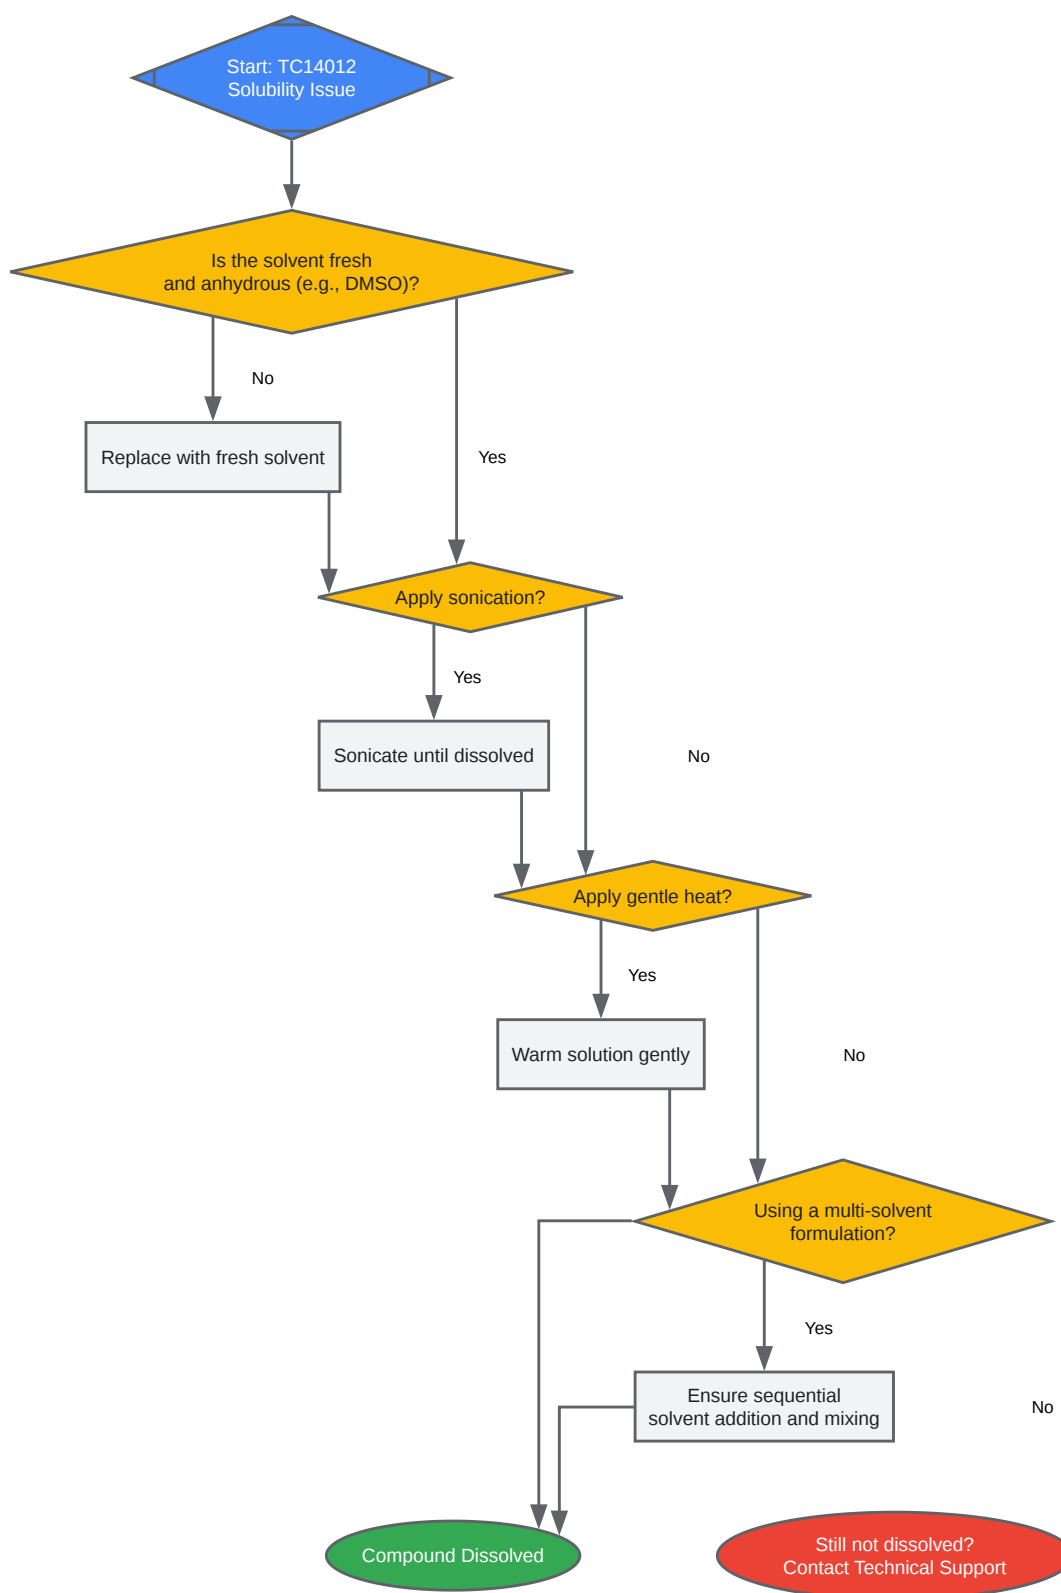 Start: TC14012
Solubility Issue
Is the solvent fresh
and anhydrous (e.g., DMSO)?
No
Replace with fresh solvent
Yes
Apply sonication?
Yes
Sonicate until dissolved
No
Apply gentle heat?
Yes
Warm solution gently
No
Using a multi-solvent
formulation?
Yes
Ensure sequential
solvent addition and mixing
No
Compound Dissolved
Still not dissolved?
Contact Technical Support